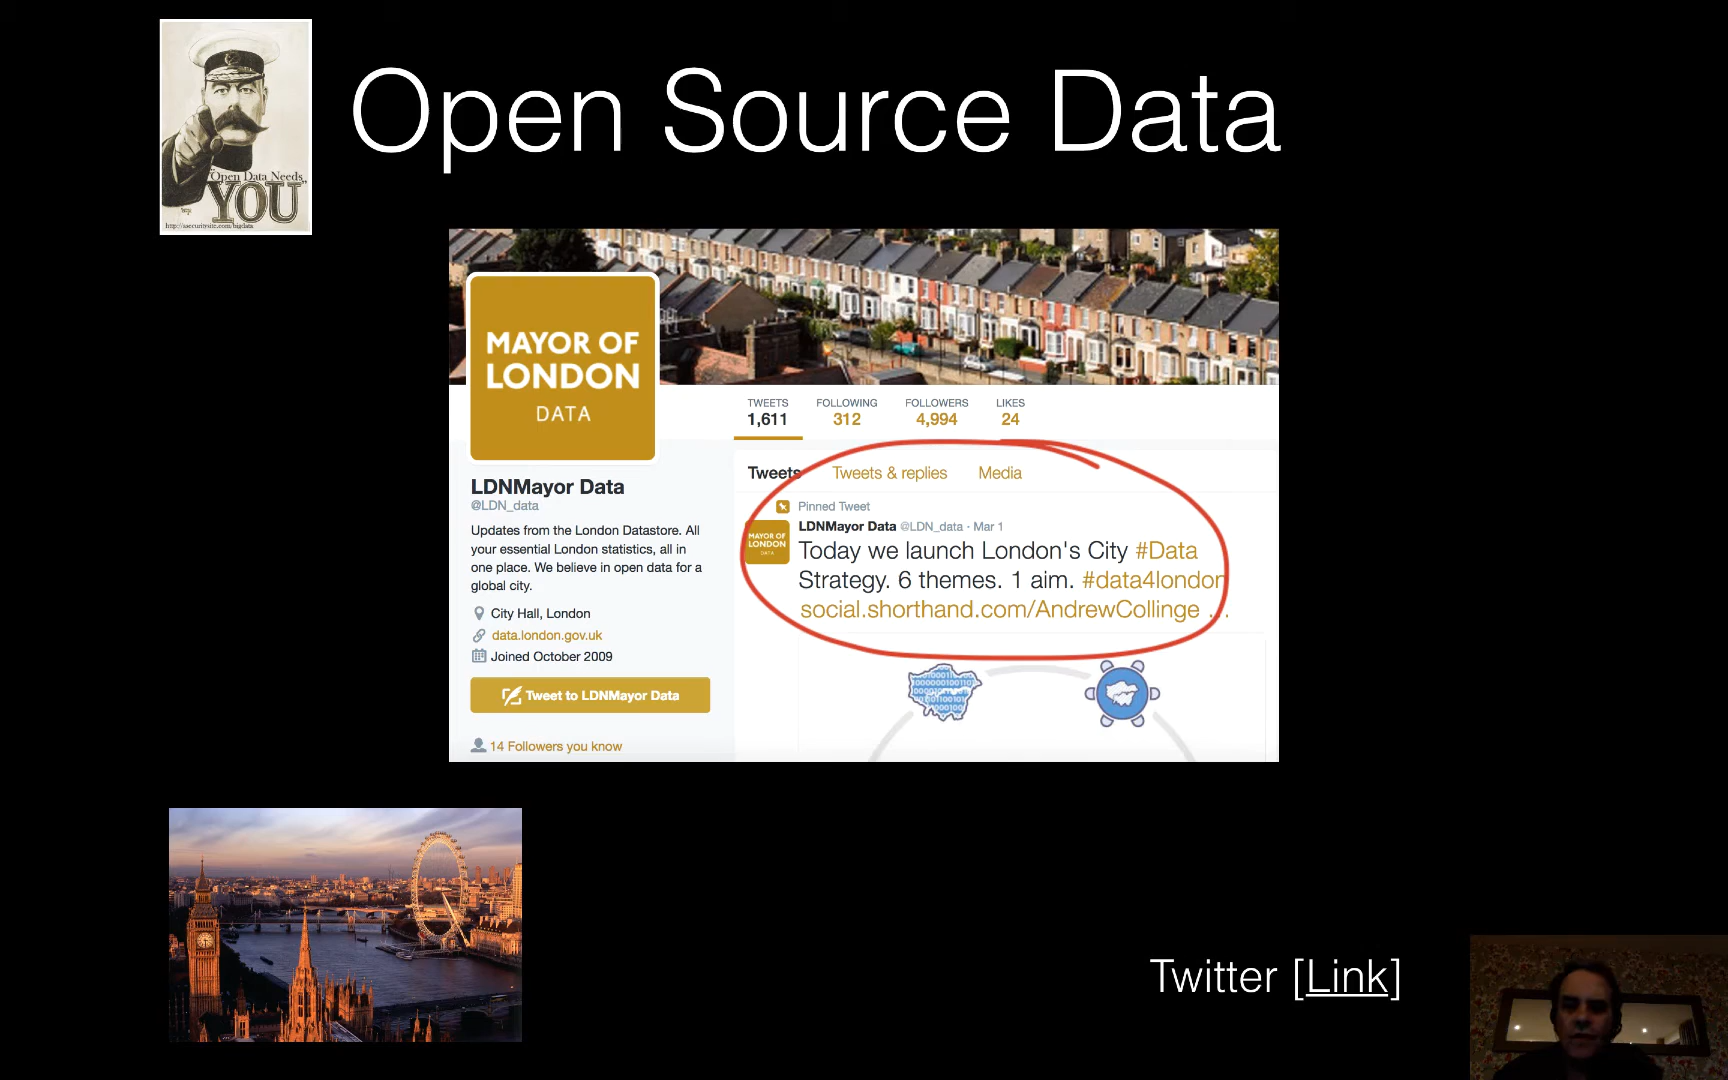 Open Source Data
"Open Data Needs
YOU"
MAYOR OF
LONDON
DATA
TWEETS
1,611
FOLLOWING
312
FOLLOWERS
4,994
LIKES
24
LDNMayor Data
@LDN_data
Updates from the London Datastore. All
your essential London statistics, all in
one place. We believe in open data for a
global city.
City Hall, London
data.london.gov.uk
Joined October 2009
Tweet to LDNMayor Data
14 Followers you know
Tweets Tweets & replies Media
Pinned Tweet
MAYOR OF
LONDON
DATA
LDNMayor Data @LDN_data · Mar 1
Today we launch London's City #Data
Strategy. 6 themes. 1 aim. #data4london
social.shorthand.com/AndrewCollinge ...
Twitter [Link]